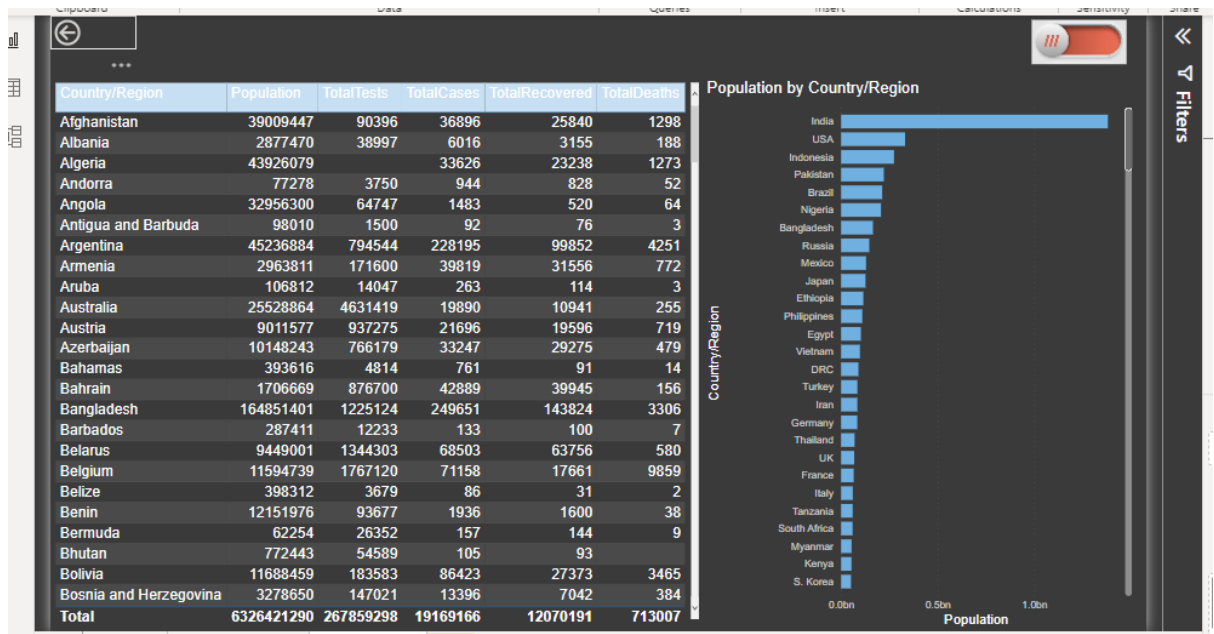 Clipboard Data Queries Insert Calculations Sensitivity Share
Country/Region Population TotalTests TotalCases TotalRecovered TotalDeaths
Afghanistan 39009447 90396 36896 25840 1298
Albania 2877470 38997 6016 3155 188
Algeria 43926079 33626 23238 1273
Andorra 77278 3750 944 828 52
Angola 32956300 64747 1483 520 64
Antigua and Barbuda 98010 1500 92 76 3
Argentina 45236884 794544 228195 99852 4251
Armenia 2963811 171600 39819 31556 772
Aruba 106812 14047 263 114 3
Australia 25528864 4631419 19890 10941 255
Austria 9011577 937275 21696 19596 719
Azerbaijan 10148243 766179 33247 29275 479
Bahamas 393616 4814 761 91 14
Bahrain 1706669 876700 42889 39945 156
Bangladesh 164851401 1225124 249651 143824 3306
Barbados 287411 12233 133 100 7
Belarus 9449001 1344303 68503 63756 580
Belgium 11594739 1767120 71158 17661 9859
Belize 398312 3679 86 31 2
Benin 12151976 93677 1936 1600 38
Bermuda 62254 26352 157 144 9
Bhutan 772443 54589 105 93
Bolivia 11688459 183583 86423 27373 3465
Bosnia and Herzegovina 3278650 147021 13396 7042 384
Total 6326421290 267859298 19169166 12070191 713007
Population by Country/Region
Country/Region
India
USA
Indonesia
Pakistan
Brazil
Nigeria
Bangladesh
Russia
Mexico
Japan
Ethiopia
Philippines
Egypt
Vietnam
DRC
Turkey
Iran
Germany
Thailand
UK
France
Italy
Tanzania
South Africa
Myanmar
Kenya
S. Korea
0.0bn 0.5bn 1.0bn
Population
Filters